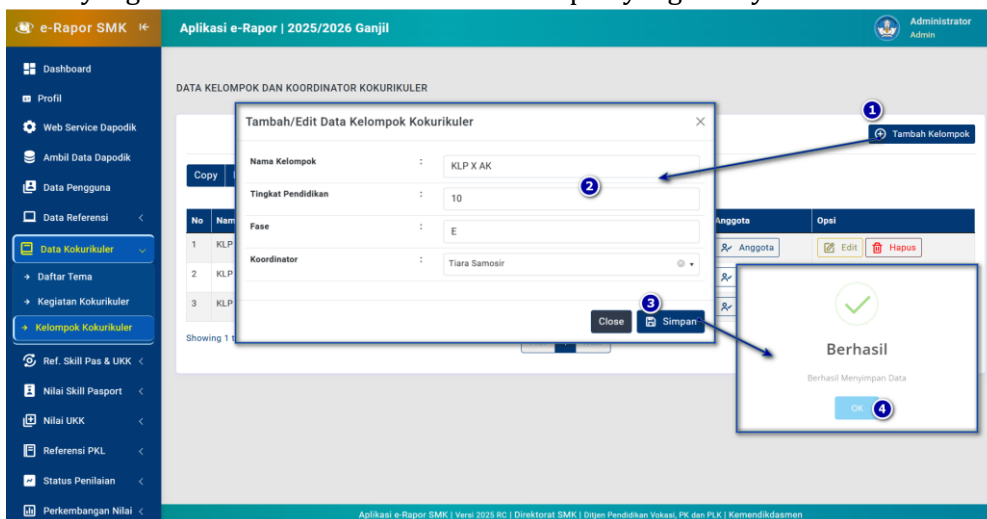 e-Rapor SMK
Aplikasi e-Rapor | 2025/2026 Ganjil
Administrator
Admin
Dashboard
Profil
Web Service Dapodik
Ambil Data Dapodik
Data Pengguna
Data Referensi
Data Kokurikuler
Daftar Tema
Kegiatan Kokurikuler
Kelompok Kokurikuler
Ref. Skill Pas & UKK
Nilai Skill Pasport
Nilai UKK
Referensi PKL
Status Penilaian
Perkembangan Nilai
DATA KELOMPOK DAN KOORDINATOR KOKURIKULER
1
Tambah Kelompok
Copy
No
Anggota
Opsi
1 KLP
Anggota
Edit
Hapus
2 KLP
3 KLP
Showing 1
Tambah/Edit Data Kelompok Kokurikuler
Nama Kelompok : KLP X AK
2
Tingkat Pendidikan : 10
Fase : E
Koordinator : Tiara Samosir
3
Close
Simpan
Berhasil
Berhasil Menyimpan Data
OK
4
Aplikasi e-Rapor SMK | Versi 2025 RC | Direktorat SMK | Ditjen Pendidikan Vokasi, PK dan PLK | Kemendikdasmen